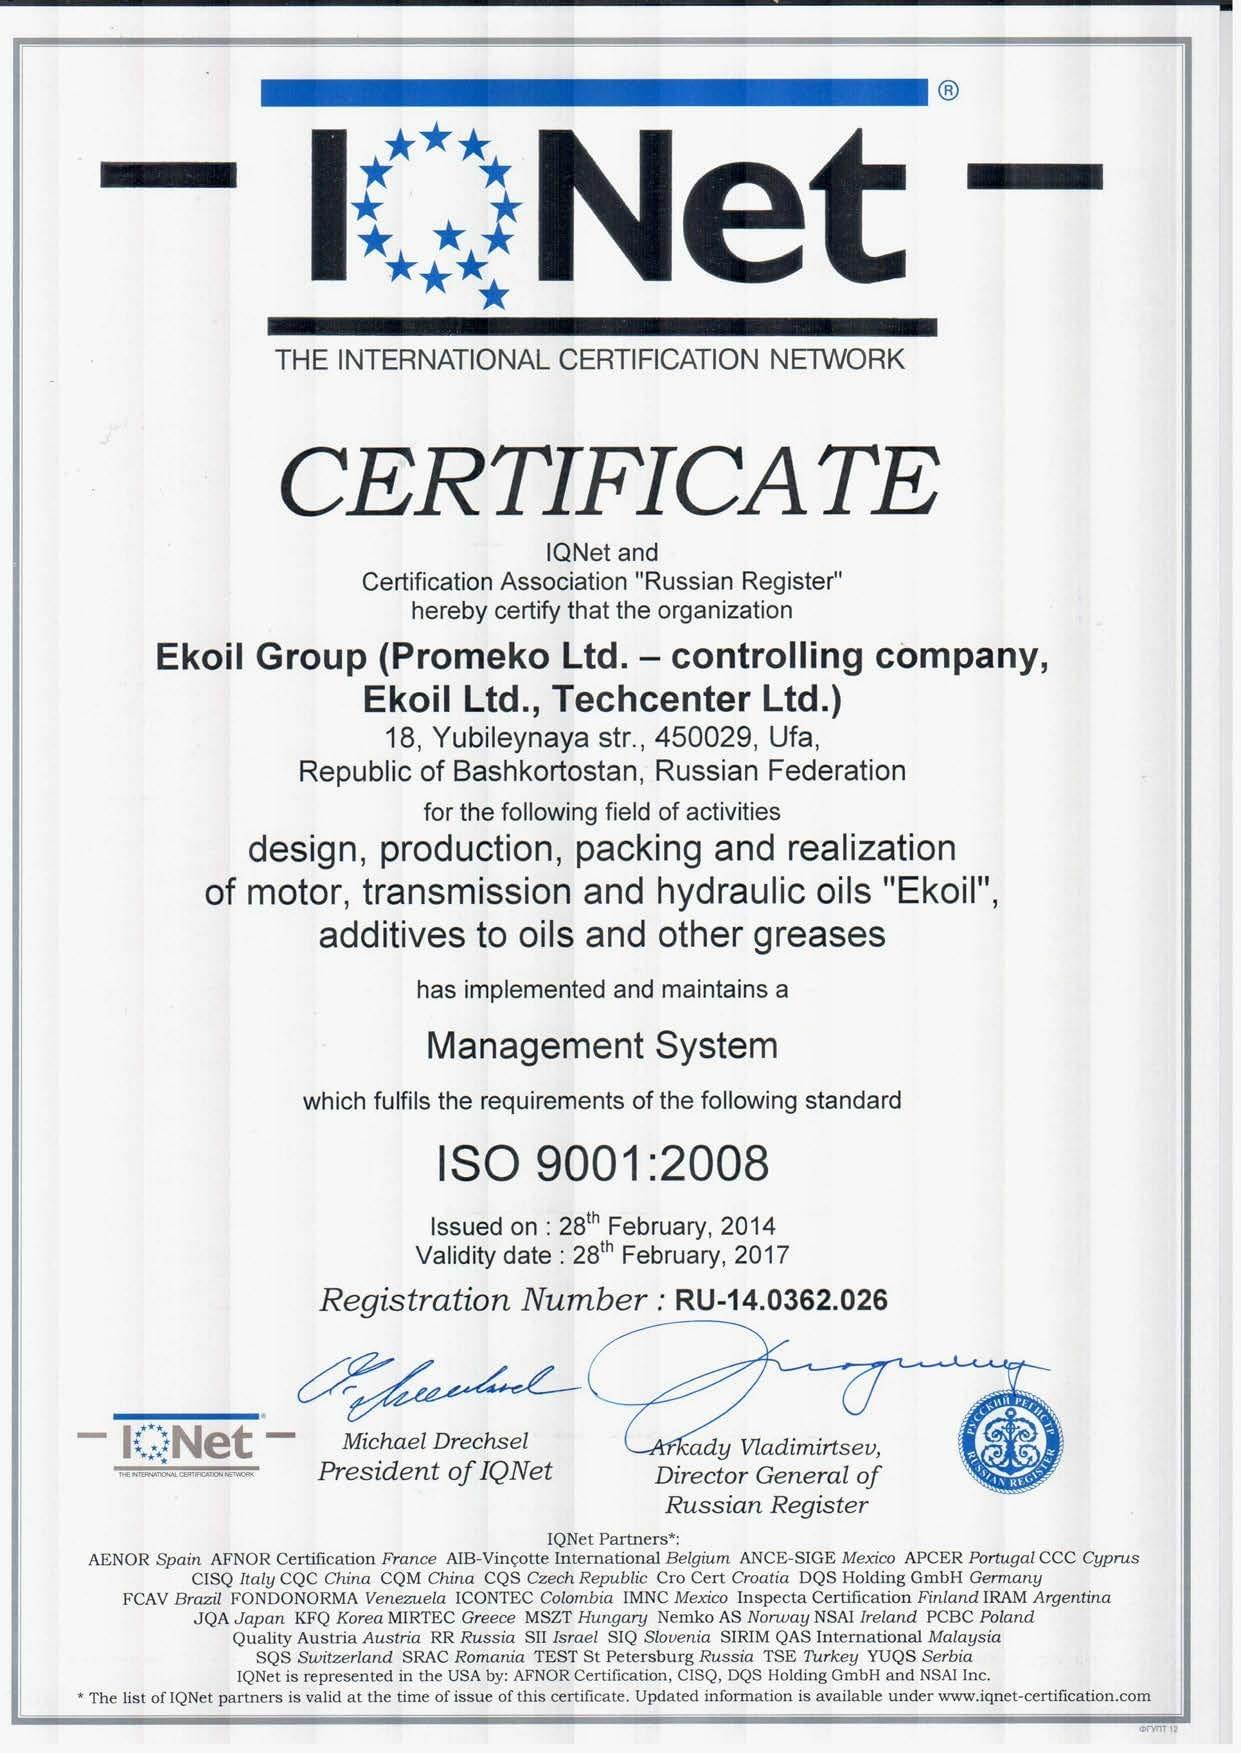 IQNet ®
THE INTERNATIONAL CERTIFICATION NETWORK
CERTIFICATE
IQNet and
Certification Association "Russian Register"
hereby certify that the organization
Ekoil Group (Promeko Ltd. – controlling company,
Ekoil Ltd., Techcenter Ltd.)
18, Yubileynaya str., 450029, Ufa,
Republic of Bashkortostan, Russian Federation
for the following field of activities
design, production, packing and realization
of motor, transmission and hydraulic oils "Ekoil",
additives to oils and other greases
has implemented and maintains a
Management System
which fulfils the requirements of the following standard
ISO 9001:2008
Issued on : 28th February, 2014
Validity date : 28th February, 2017
Registration Number : RU-14.0362.026
IQNet
THE INTERNATIONAL CERTIFICATION NETWORK
Michael Drechsel
President of IQNet
Arkady Vladimirtsev,
Director General of
Russian Register
РУССКИЙ РЕГИСТР
RUSSIAN REGISTER
IQNet Partners*:
AENOR Spain AFNOR Certification France AIB-Vinçotte International Belgium ANCE-SIGE Mexico APCER Portugal CCC Cyprus
CISQ Italy CQC China CQM China CQS Czech Republic Cro Cert Croatia DQS Holding GmbH Germany
FCAV Brazil FONDONORMA Venezuela ICONTEC Colombia IMNC Mexico Inspecta Certification Finland IRAM Argentina
JQA Japan KFQ Korea MIRTEC Greece MSZT Hungary Nemko AS Norway NSAI Ireland PCBC Poland
Quality Austria Austria RR Russia SII Israel SIQ Slovenia SIRIM QAS International Malaysia
SQS Switzerland SRAC Romania TEST St Petersburg Russia TSE Turkey YUQS Serbia
IQNet is represented in the USA by: AFNOR Certification, CISQ, DQS Holding GmbH and NSAI Inc.
* The list of IQNet partners is valid at the time of issue of this certificate. Updated information is available under www.iqnet-certification.com
ФГУПТ 12